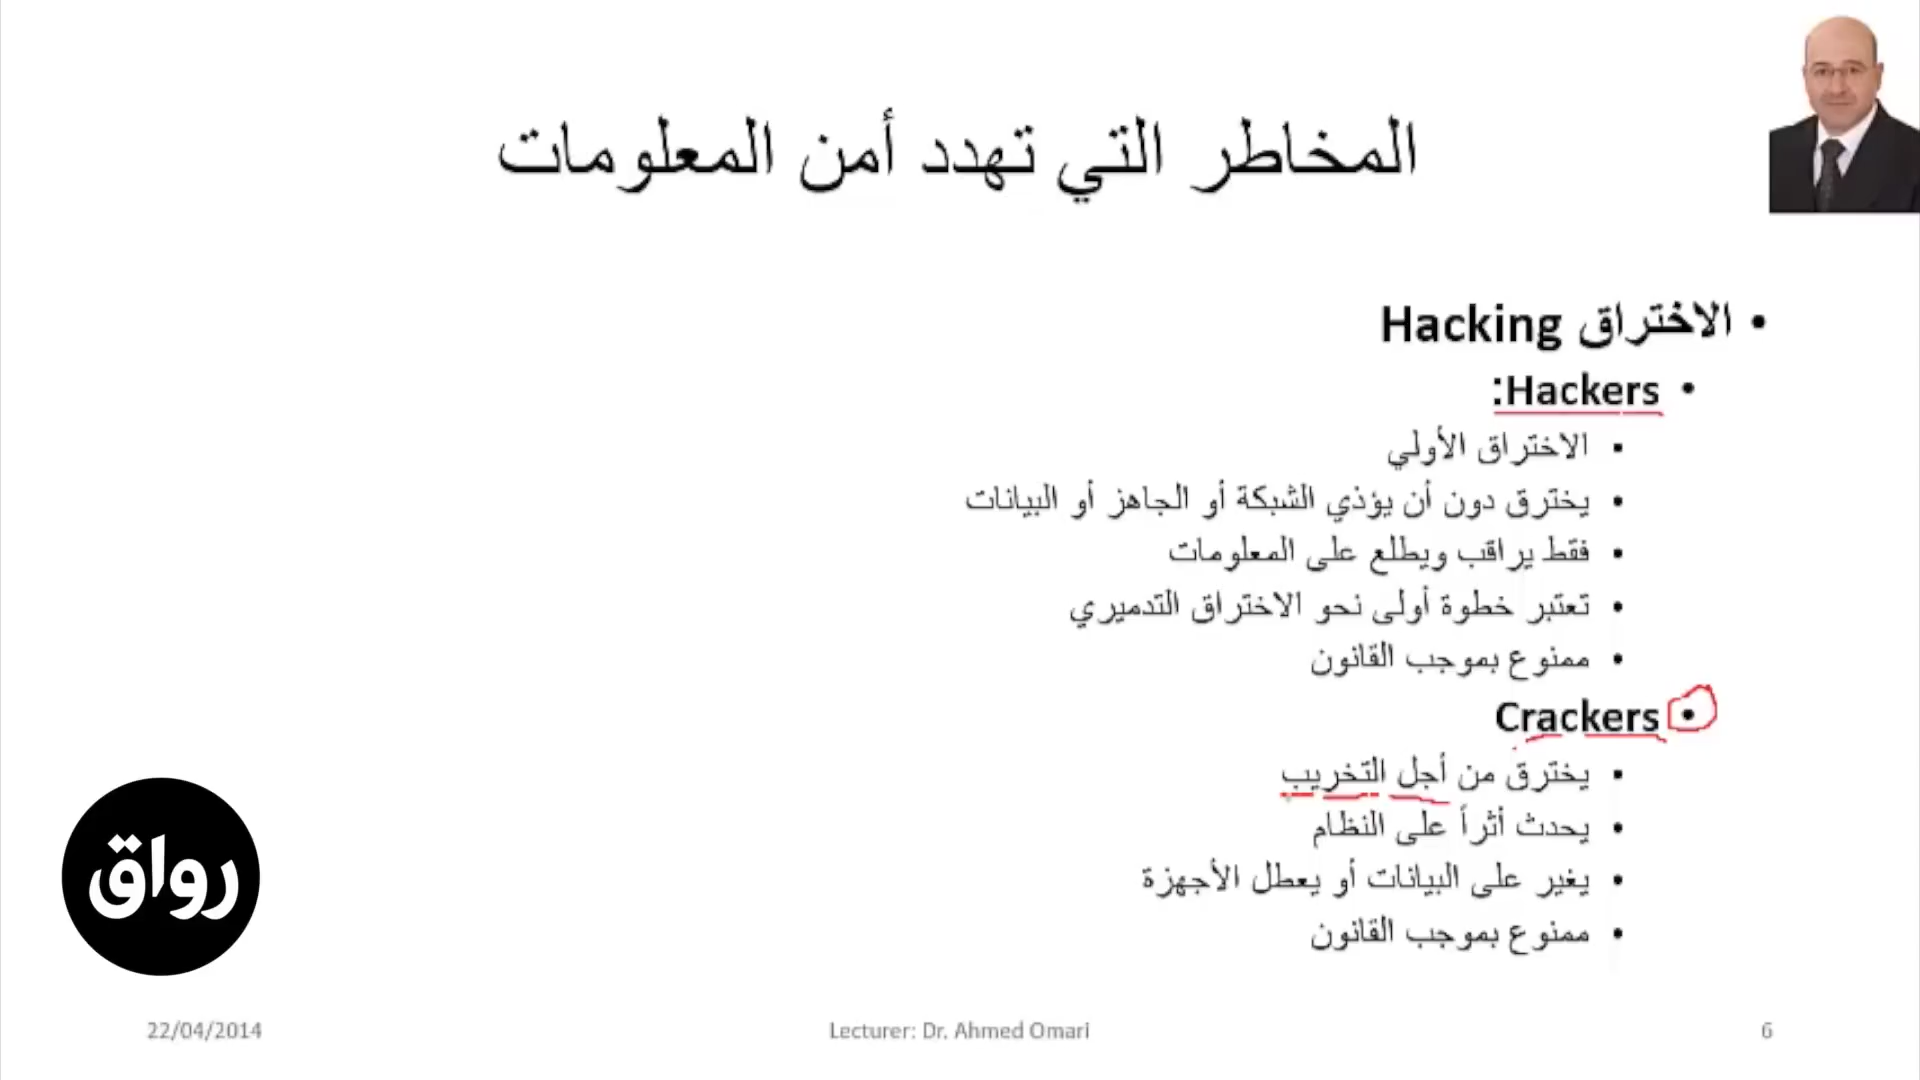 المخاطر التي تهدد أمن المعلومات
• الاختراق Hacking
• Hackers:
▪ الاختراق الأولي
• يخترق دون أن يؤذي الشبكة أو الجاهز أو البيانات
▪ فقط يراقب ويطلع على المعلومات
• تعتبر خطوة أولى نحو الاختراق التدميري
• ممنوع بموجب القانون
• Crackers
▪ يخترق من أجل التخريب
• يحدث أثراً على النظام
• يغير على البيانات أو يعطل الأجهزة
• ممنوع بموجب القانون
رواق
22/04/2014
Lecturer: Dr. Ahmed Omari
6